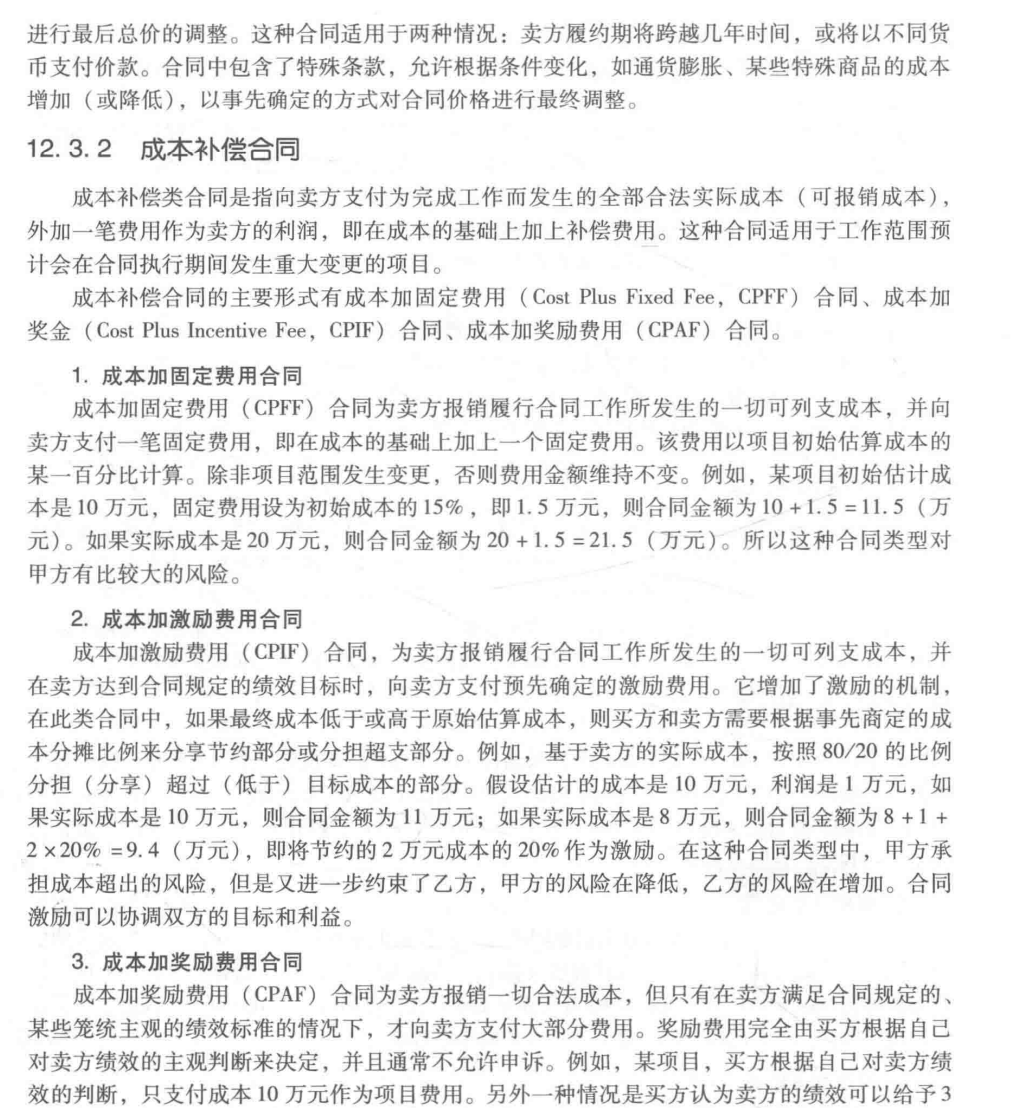 进行最后总价的调整。这种合同适用于两种情况：卖方履约期将跨越几年时间，或将以不同货
币支付价款。合同中包含了特殊条款，允许根据条件变化，如通货膨胀、某些特殊商品的成本
增加（或降低），以事先确定的方式对合同价格进行最终调整。
12.3.2 成本补偿合同
成本补偿类合同是指向卖方支付为完成工作而发生的全部合法实际成本（可报销成本），
外加一笔费用作为卖方的利润，即在成本的基础上加上补偿费用。这种合同适用于工作范围预
计会在合同执行期间发生重大变更的项目。
成本补偿合同的主要形式有成本加固定费用（Cost Plus Fixed Fee，CPFF）合同、成本加
奖金（Cost Plus Incentive Fee，CPIF）合同、成本加奖励费用（CPAF）合同。
1. 成本加固定费用合同
成本加固定费用（CPFF）合同为卖方报销履行合同工作所发生的一切可列支成本，并向
卖方支付一笔固定费用，即在成本的基础上加上一个固定费用。该费用以项目初始估算成本的
某一百分比计算。除非项目范围发生变更，否则费用金额维持不变。例如，某项目初始估计成
本是 10 万元，固定费用设为初始成本的 15%，即 1.5 万元，则合同金额为 10 + 1.5 = 11.5（万
元）。如果实际成本是 20 万元，则合同金额为 20 + 1.5 = 21.5（万元）。所以这种合同类型对
甲方有比较大的风险。
2. 成本加激励费用合同
成本加激励费用（CPIF）合同，为卖方报销履行合同工作所发生的一切可列支成本，并
在卖方达到合同规定的绩效目标时，向卖方支付预先确定的激励费用。它增加了激励的机制，
在此类合同中，如果最终成本低于或高于原始估算成本，则买方和卖方需要根据事先商定的成
本分摊比例来分享节约部分或分担超支部分。例如，基于卖方的实际成本，按照 80/20 的比例
分担（分享）超过（低于）目标成本的部分。假设估计的成本是 10 万元，利润是 1 万元，如
果实际成本是 10 万元，则合同金额为 11 万元；如果实际成本是 8 万元，则合同金额为 8 + 1 +
2 × 20% = 9.4（万元），即将节约的 2 万元成本的 20% 作为激励。在这种合同类型中，甲方承
担成本超出的风险，但是又进一步约束了乙方，甲方的风险在降低，乙方的风险在增加。合同
激励可以协调双方的目标和利益。
3. 成本加奖励费用合同
成本加奖励费用（CPAF）合同为卖方报销一切合法成本，但只有在卖方满足合同规定的、
某些笼统主观的绩效标准的情况下，才向卖方支付大部分费用。奖励费用完全由买方根据自己
对卖方绩效的主观判断来决定，并且通常不允许申诉。例如，某项目，买方根据自己对卖方绩
效的判断，只支付成本 10 万元作为项目费用。另外一种情况是买方认为卖方的绩效可以给予 3